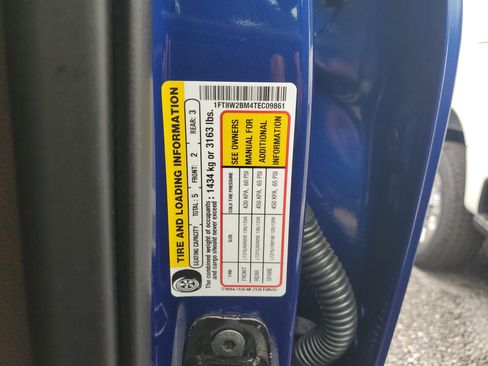 1FT8W2BM4TEC09861
TIRE AND LOADING INFORMATION
SEATING CAPACITY TOTAL: 5 FRONT: 2 REAR: 3
The combined weight of occupants
and cargo should never exceed: 1434 kg or 3163 lbs.
TIRE SIZE COLD TIRE PRESSURE
FRONT 420 KPA, 60 PSI
REAR 450 KPA, 65 PSI
SPARE 450 KPA, 65 PSI
SEE OWNERS
MANUAL FOR
ADDITIONAL
INFORMATION